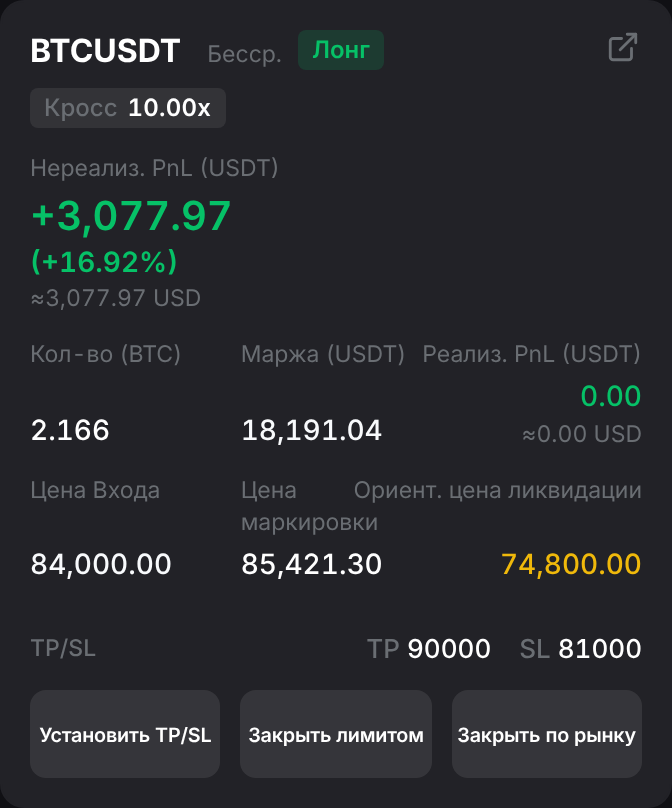 BTCUSDT Бесср. Лонг
Кросс 10.00x
Нереализ. PnL (USDT)
+3,077.97
(+16.92%)
≈3,077.97 USD
Кол-во (BTC) Маржа (USDT) Реализ. PnL (USDT)
0.00
2.166 18,191.04 ≈0.00 USD
Цена Входа Цена маркировки Ориент. цена ликвидации
84,000.00 85,421.30 74,800.00
TP/SL TP 90000 SL 81000
Установить TP/SL Закрыть лимитом Закрыть по рынку